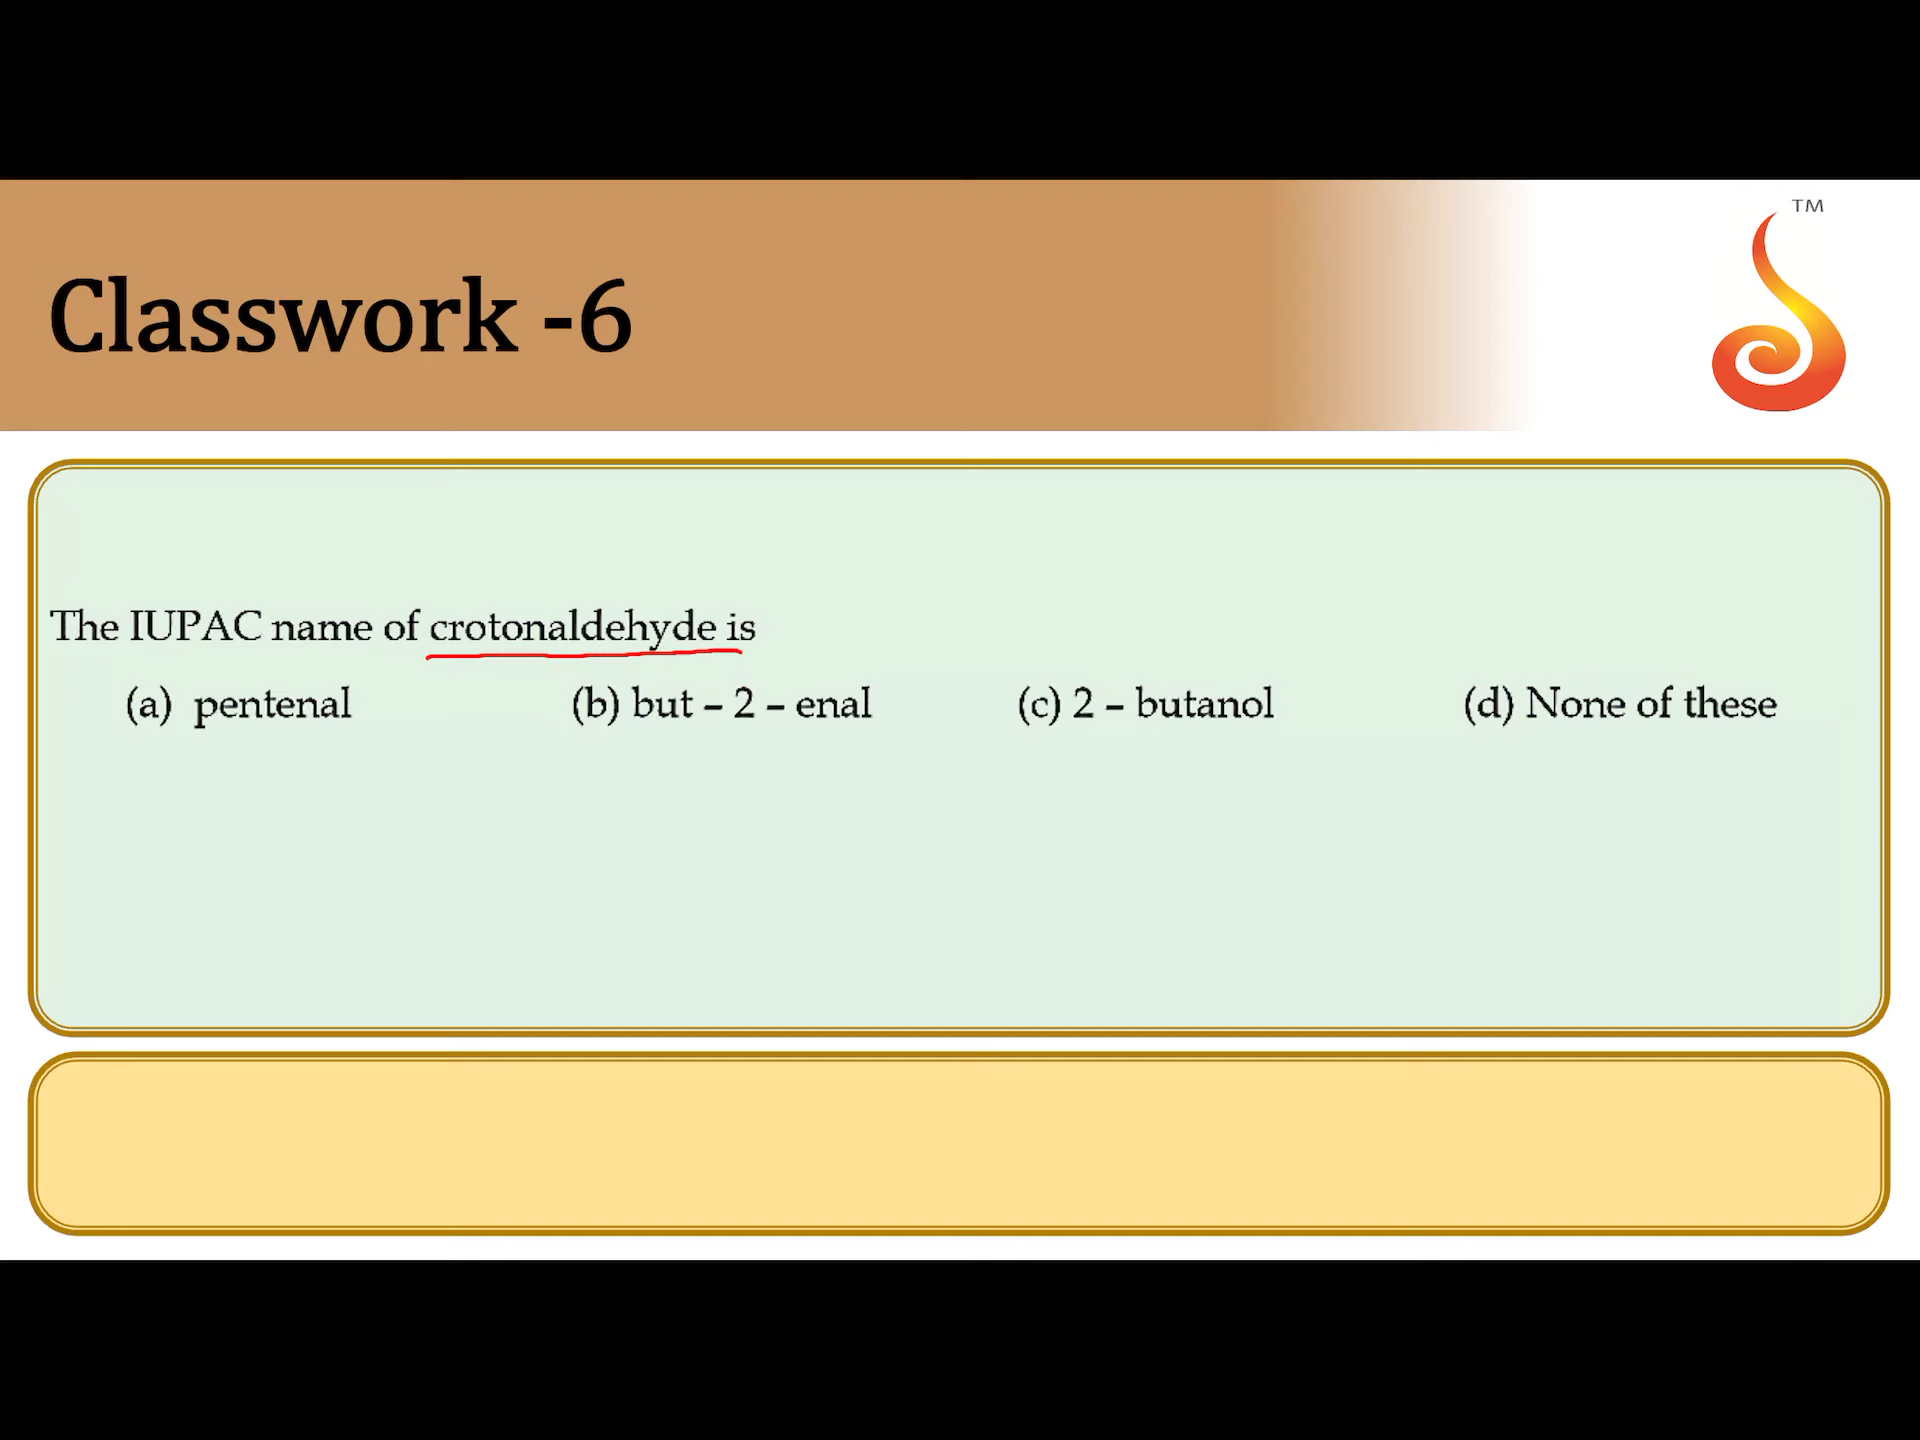 TM
Classwork -6
The IUPAC name of crotonaldehyde is
(a) pentenal (b) but – 2 – enal (c) 2 – butanol (d) None of these